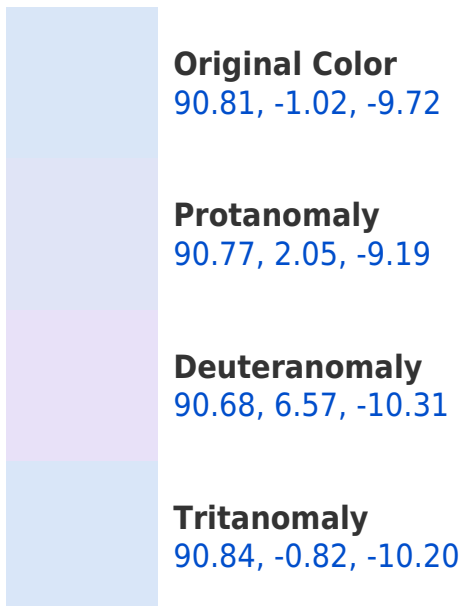 Original Color
90.81, -1.02, -9.72
Protanomaly
90.77, 2.05, -9.19
Deuteranomaly
90.68, 6.57, -10.31
Tritanomaly
90.84, -0.82, -10.20